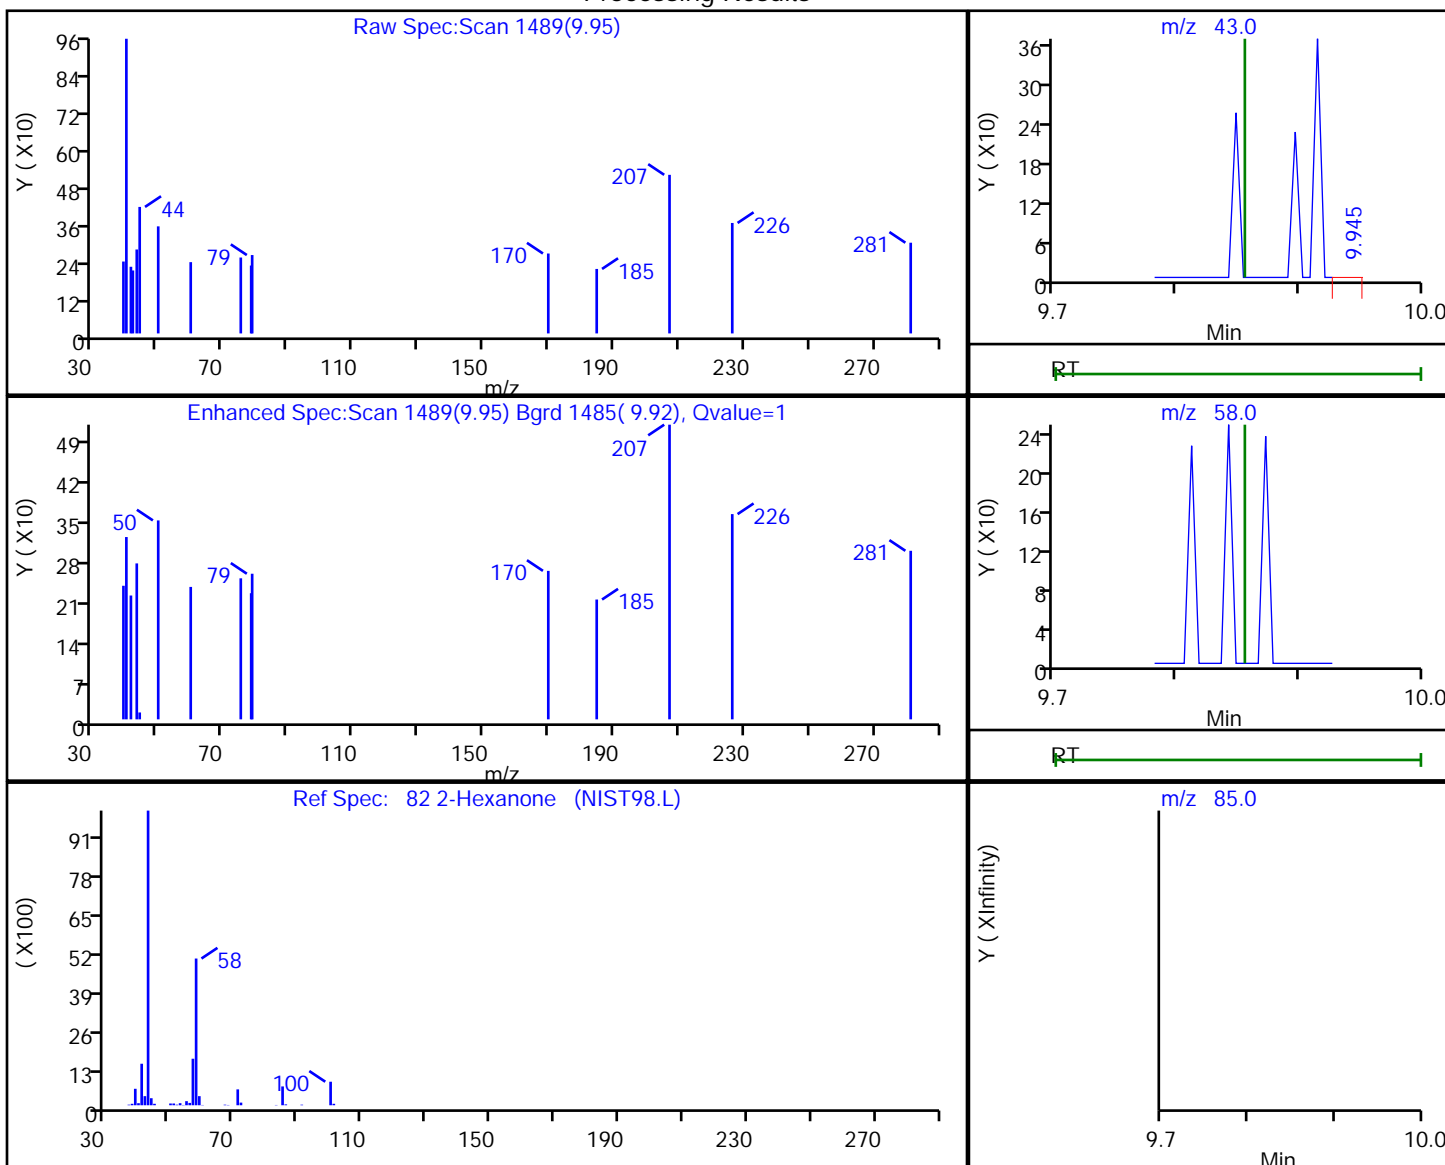 Processing Results
Raw Spec:Scan 1489(9.95)
Y ( X10)
96
84
72
60
48
36
24
12
0
44
79
170
185
207
226
281
30 70 110 150 190 230 270
m/z
m/z 43.0
Y ( X10)
36
30
24
18
12
6
0
9.945
9.7 10.0
Min
RT
Enhanced Spec:Scan 1489(9.95) Bgrd 1485( 9.92), Qvalue=1
Y ( X10)
49
42
35
28
21
14
7
0
50
79
170
185
207
226
281
30 70 110 150 190 230 270
m/z
m/z 58.0
Y ( X10)
24
20
16
12
8
4
0
9.7 10.0
Min
RT
Ref Spec: 82 2-Hexanone (NIST98.L)
( X100)
91
78
65
52
39
26
13
0
58
100
30 70 110 150 190 230 270
m/z 85.0
Y ( XInfinity)
9.7 10.0
Min